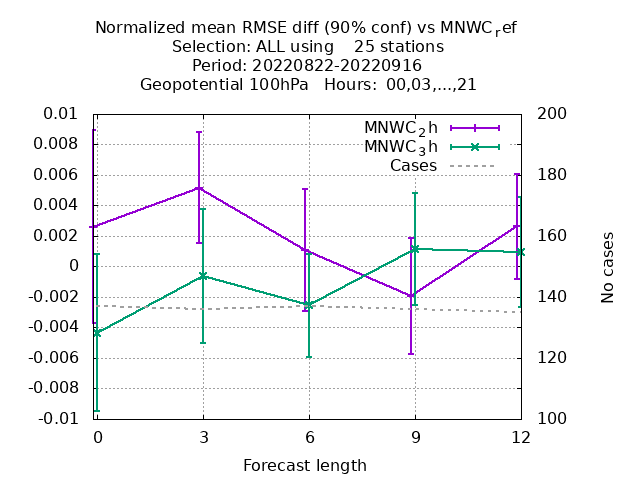 Normalized mean RMSE diff (90% conf) vs MNWC_ref
Selection: ALL using 25 stations
Period: 20220822-20220916
Geopotential 100hPa Hours: 00,03,...,21
0.01 200
MNWC_2h
0.008
MNWC_3h
Cases
0.006 180
0.004
0.002 160
0
-0.002 140
-0.004
-0.006 120
-0.008
-0.01 100
No cases
0 3 6 9 12
Forecast length